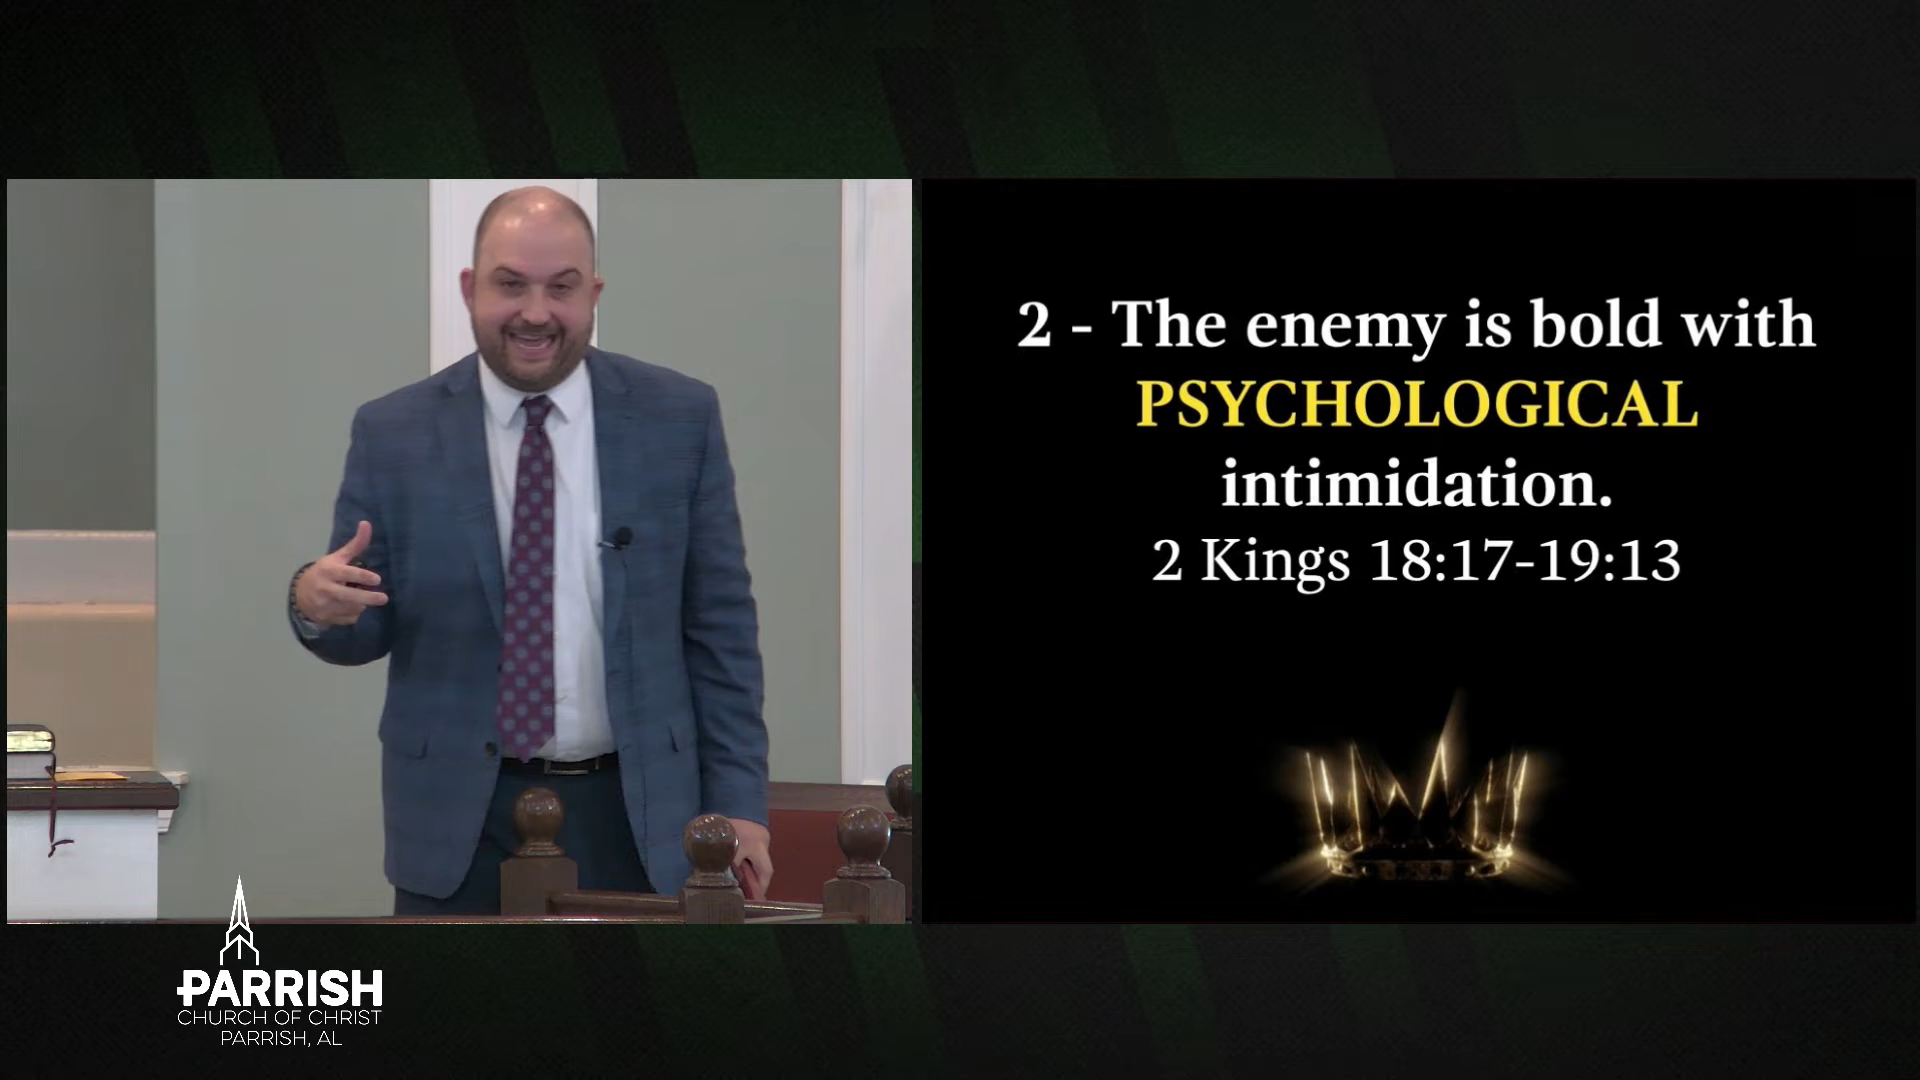 2 - The enemy is bold with
PSYCHOLOGICAL
intimidation.
2 Kings 18:17-19:13
PARRISH
CHURCH OF CHRIST
PARRISH, AL